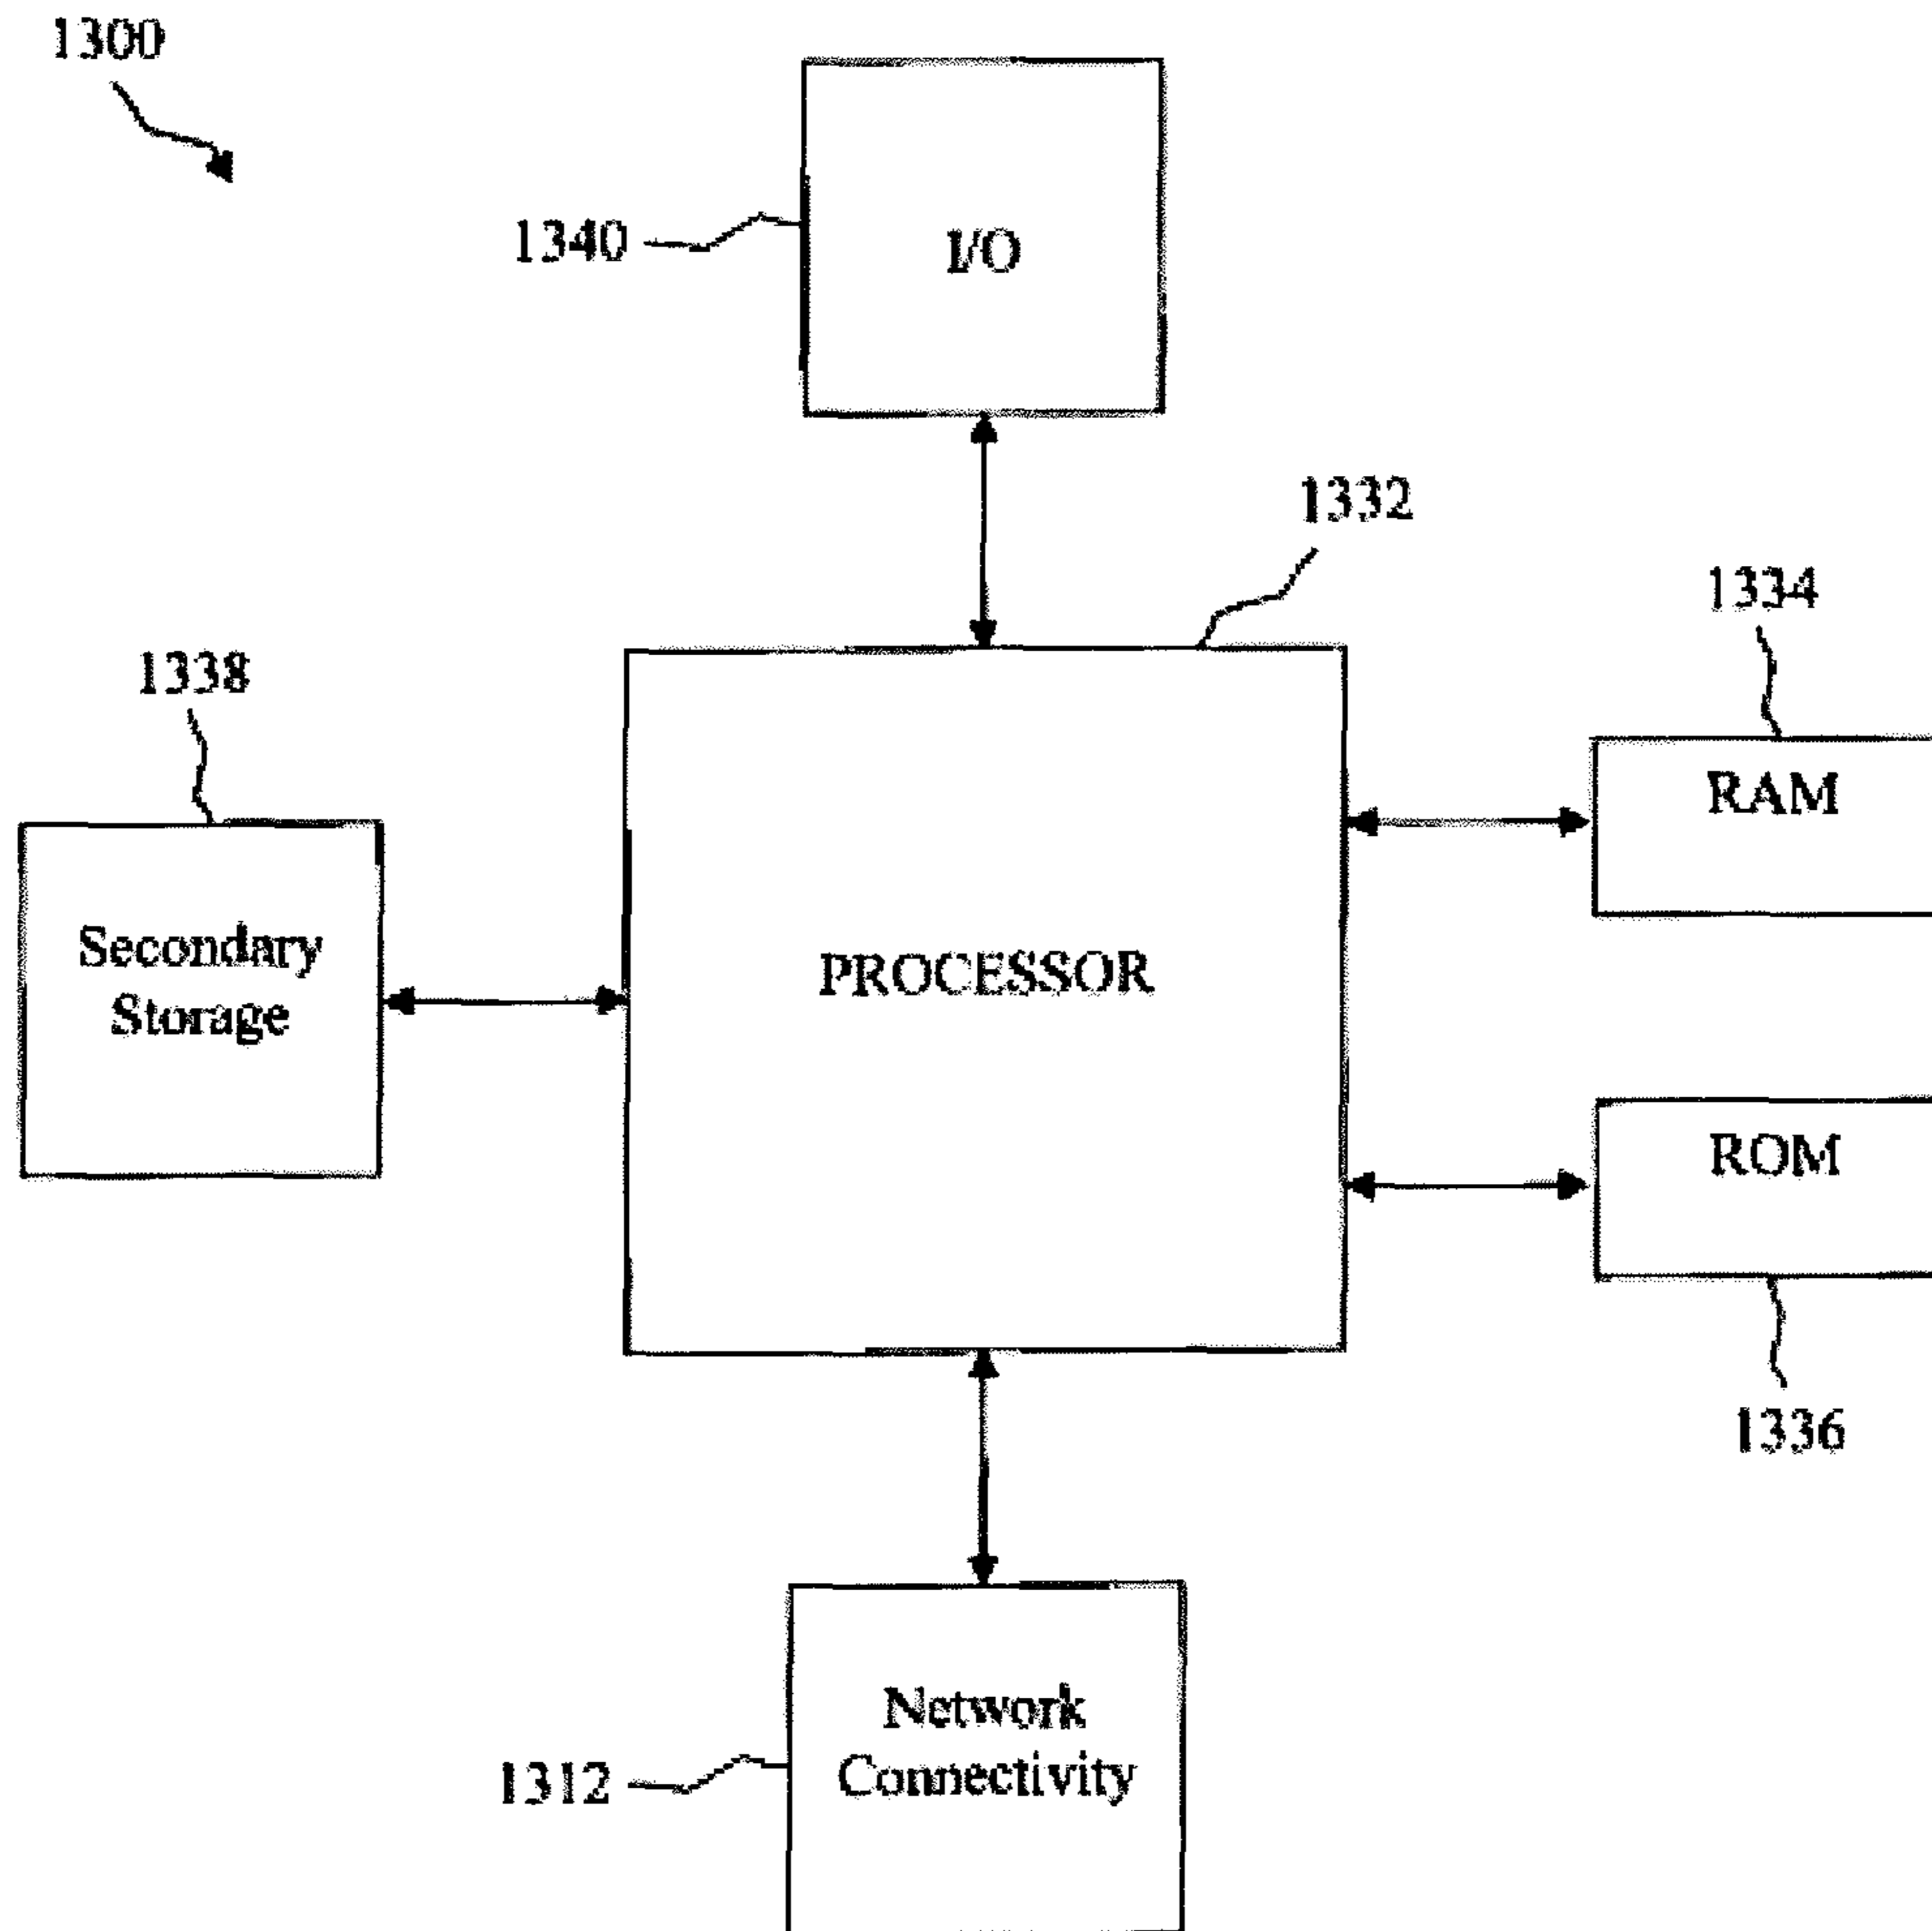 1300
1340
I/O
1332
1334
1338
RAM
Secondary
Storage
PROCESSOR
ROM
1336
Network
Connectivity
1312